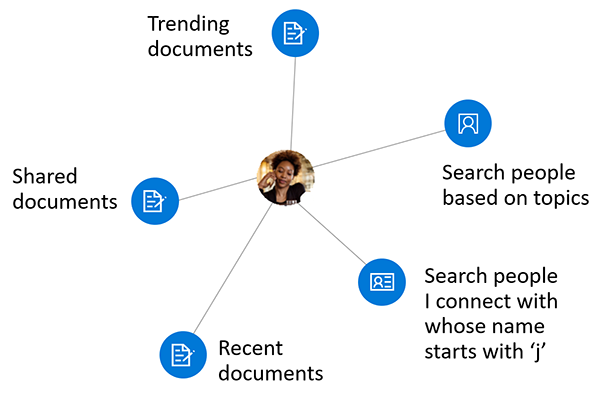 Trending
documents
Search people
based on topics
Shared
documents
Search people
I connect with
whose name
starts with ‘j’
Recent
documents